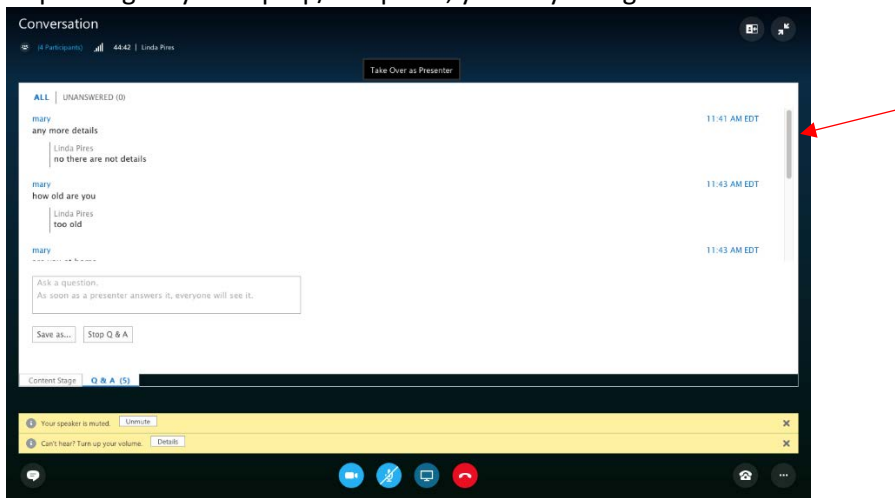 Conversation
(4 Participants) 44:42 | Linda Pires
Take Over as Presenter
ALL | UNANSWERED (0)
mary 11:41 AM EDT
any more details
Linda Pires
no there are not details
mary 11:43 AM EDT
how old are you
Linda Pires
too old
mary 11:43 AM EDT
Ask a question.
As soon as a presenter answers it, everyone will see it.
Save as... Stop Q & A
Content Stage Q & A (5)
Your speaker is muted. Unmute
Can't hear? Turn up your volume. Details